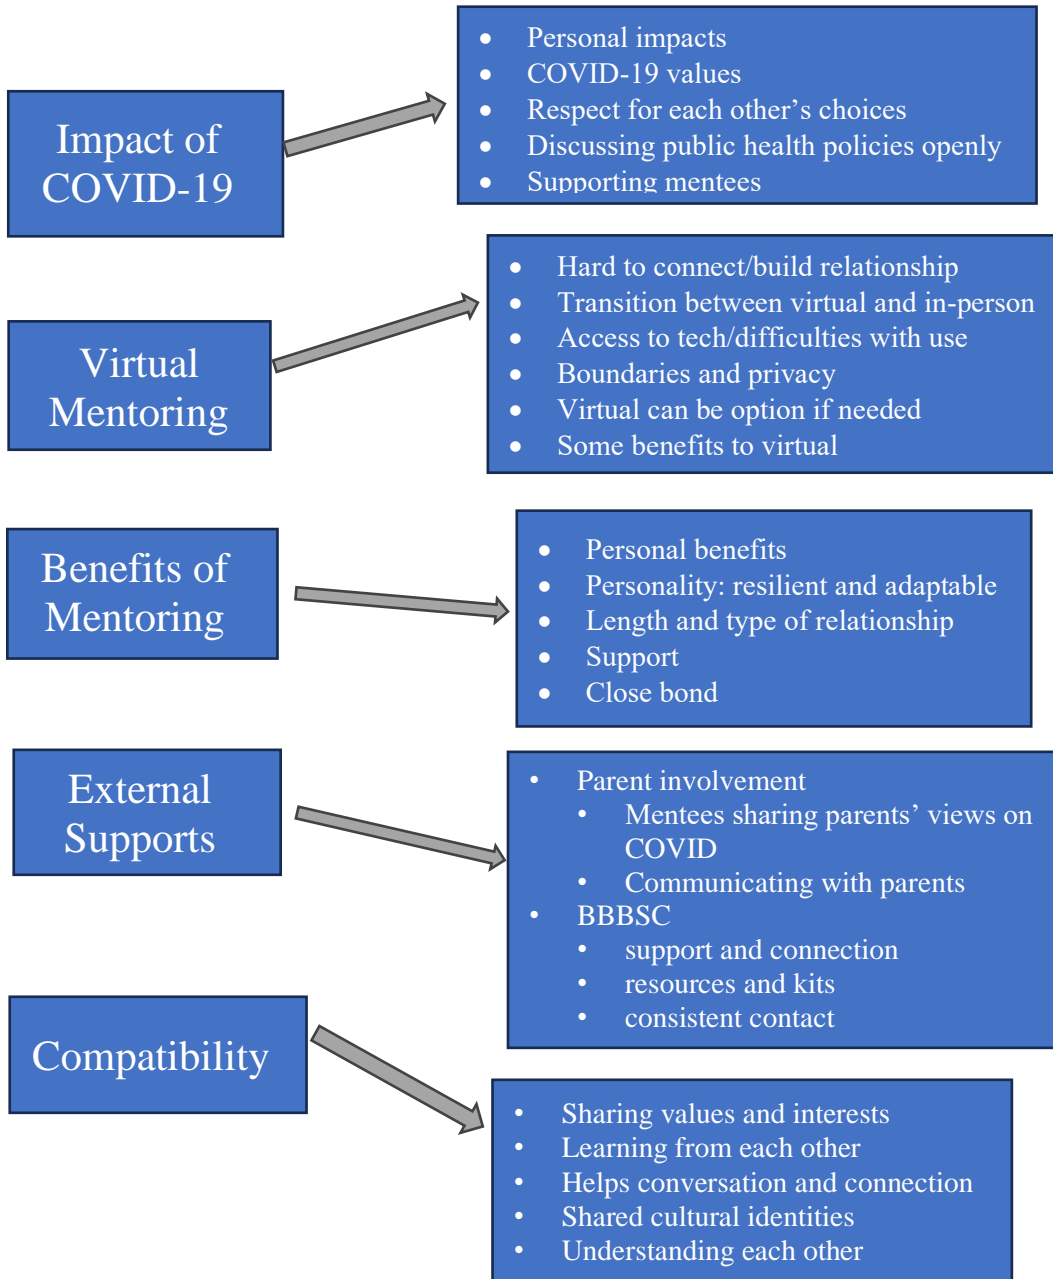 Impact of
COVID-19
• Personal impacts
• COVID-19 values
• Respect for each other’s choices
• Discussing public health policies openly
• Supporting mentees
Virtual
Mentoring
• Hard to connect/build relationship
• Transition between virtual and in-person
• Access to tech/difficulties with use
• Boundaries and privacy
• Virtual can be option if needed
• Some benefits to virtual
Benefits of
Mentoring
• Personal benefits
• Personality: resilient and adaptable
• Length and type of relationship
• Support
• Close bond
External
Supports
• Parent involvement
• Mentees sharing parents’ views on
COVID
• Communicating with parents
• BBBSC
• support and connection
• resources and kits
• consistent contact
Compatibility
• Sharing values and interests
• Learning from each other
• Helps conversation and connection
• Shared cultural identities
• Understanding each other